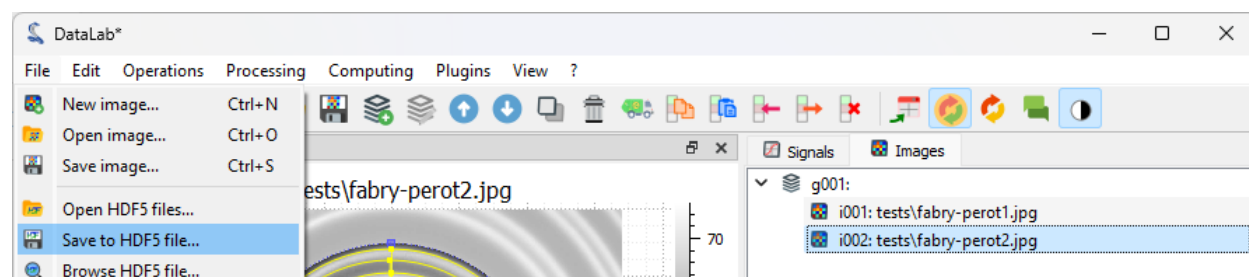 DataLab*
File Edit Operations Processing Computing Plugins View ?
New image... Ctrl+N
Open image... Ctrl+O
Save image... Ctrl+S
Open HDF5 files...
Save to HDF5 file...
Browse HDF5 file...
ests\fabry-perot2.jpg
70
Signals Images
g001:
i001: tests\fabry-perot1.jpg
i002: tests\fabry-perot2.jpg